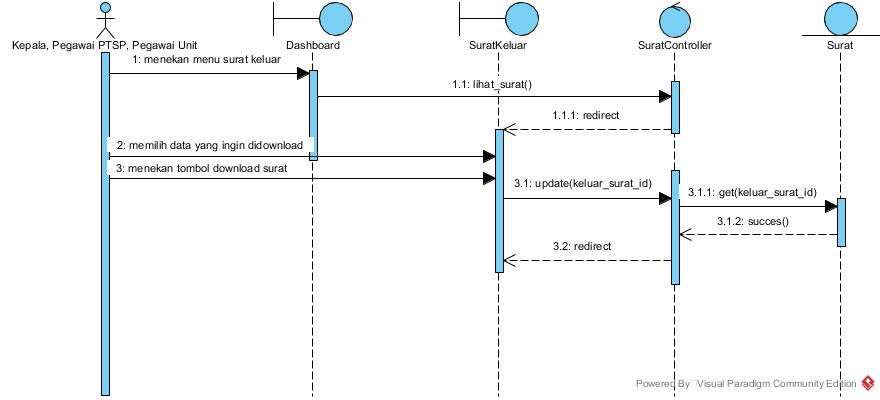 Kepala, Pegawai PTSP, Pegawai Unit
Dashboard
SuratKeluar
SuratController
Surat
1: menekan menu surat keluar
1.1: lihat_surat()
1.1.1: redirect
2: memilih data yang ingin didownload
3: menekan tombol download surat
3.1: update(keluar_surat_id)
3.1.1: get(keluar_surat_id)
3.1.2: succes()
3.2: redirect
Powered By Visual Paradigm Community Edition